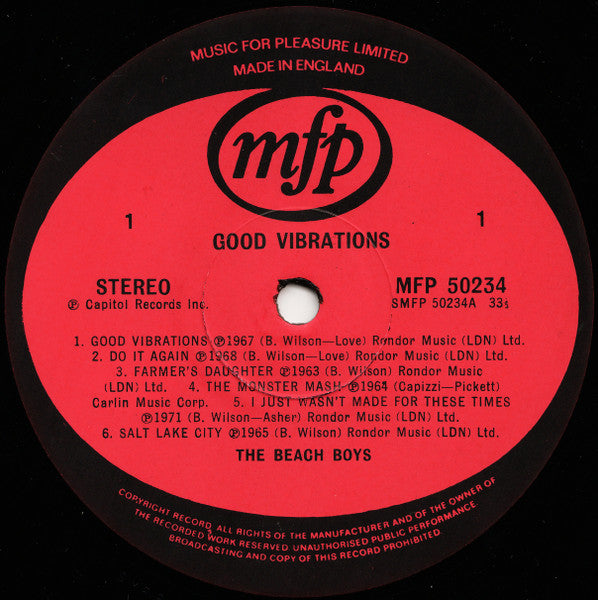 MUSIC FOR PLEASURE LIMITED
MADE IN ENGLAND
mfp
1
1
GOOD VIBRATIONS
STEREO
MFP 50234
℗ Capitol Records Inc.
SMFP 50234A 33⅓
1. GOOD VIBRATIONS ℗1967 (B. Wilson—Love) Rondor Music (LDN) Ltd.
2. DO IT AGAIN ℗1968 (B. Wilson—Love) Rondor Music (LDN) Ltd.
3. FARMER'S DAUGHTER ℗1963 (B. Wilson) Rondor Music
(LDN) Ltd. 4. THE MONSTER MASH ℗1964 (Capizzi—Pickett)
Carlin Music Corp. 5. I JUST WASN'T MADE FOR THESE TIMES
℗1971 (B. Wilson—Asher) Rondor Music (LDN) Ltd.
6. SALT LAKE CITY ℗1965 (B. Wilson) Rondor Music (LDN) Ltd.
THE BEACH BOYS
COPYRIGHT RECORD. ALL RIGHTS OF THE MANUFACTURER AND OF THE OWNER OF
THE RECORDED WORK RESERVED. UNAUTHORISED PUBLIC PERFORMANCE.
BROADCASTING AND COPY OF THIS RECORD PROHIBITED.